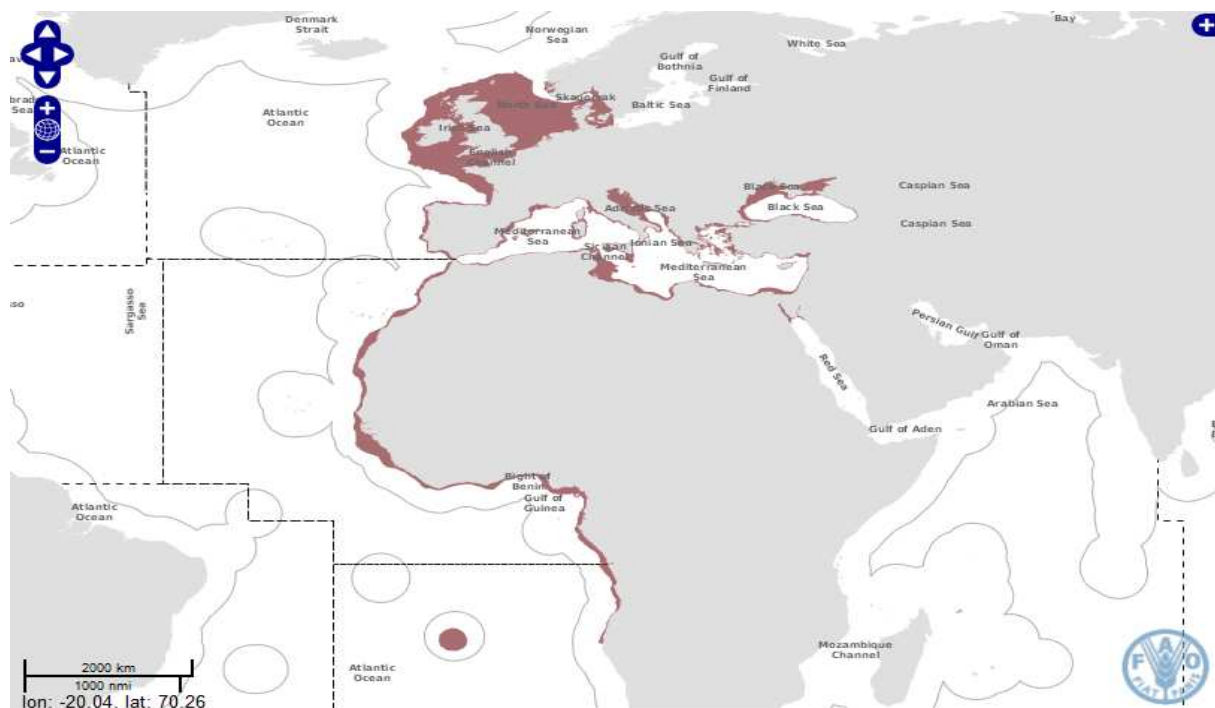 Denmark
Strait
Norwegian
Sea
Bay
White Sea
Gulf of
Bothnia
Gulf of
Finland
Skagerrak
Baltic Sea
North Sea
Atlantic
Ocean
Sea
Atlantic
Ocean
Irish Sea
English
Channel
Black Sea
Caspian Sea
Black Sea
Adriatic Sea
Caspian Sea
Mediterranean
Sea
Sicilian
Channel
Ionian Sea
Mediterranean
Sea
Sargasso
Sea
Persian Gulf
Gulf of
Oman
Red Sea
Arabian Sea
Gulf of Aden
Bight of
Benin
Gulf of
Guinea
Atlantic
Ocean
Mozambique
Channel
Atlantic
Ocean
2000 km
1000 nmi
lon: -20.04, lat: 70.26
F A O
FIAT PANIS